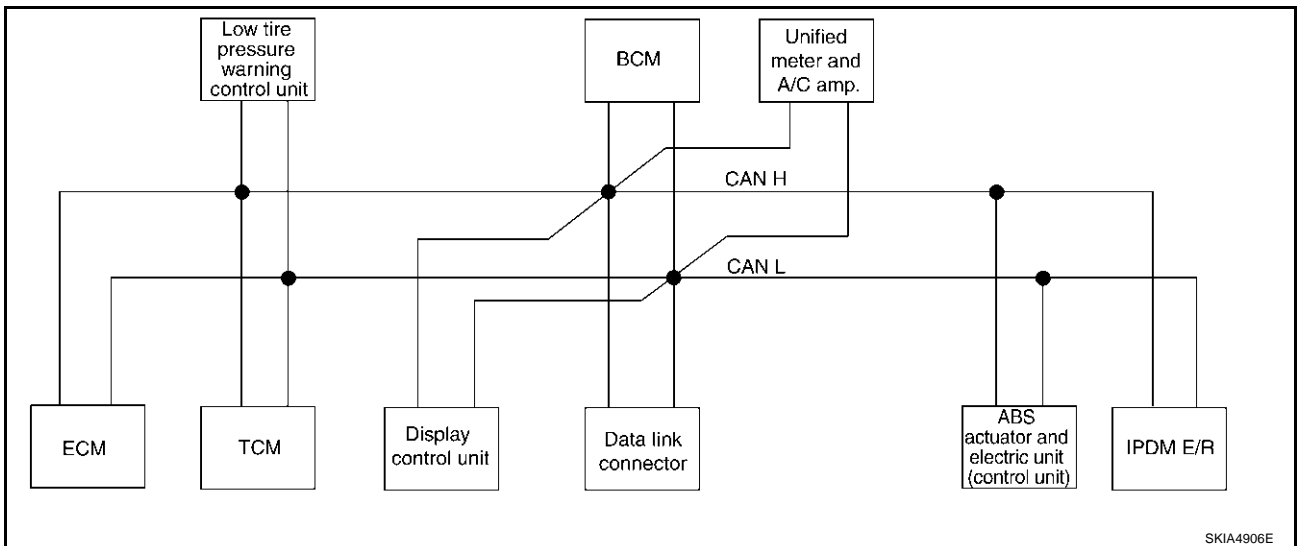 Low tire
pressure
warning
control unit
BCM
Unified
meter and
A/C amp.
CAN H
CAN L
ECM
TCM
Display
control unit
Data link
connector
ABS
actuator and
electric unit
(control unit)
IPDM E/R
SKIA4906E